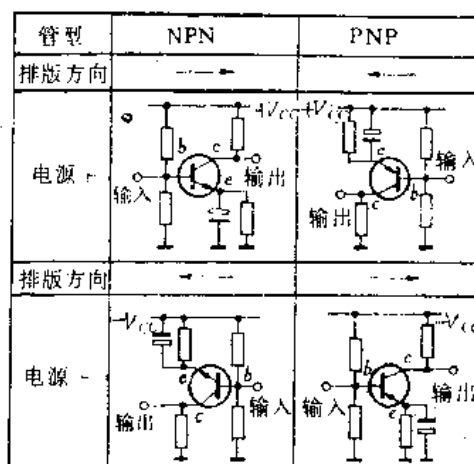 管型 NPN PNP
排版方向 → ←
+VCC +VCC
b c c
输入
电源 +
输入 e 输出 e b
输出
排版方向 ← →
-VCC -VCC
e b b c
电源 -
输出 c 输入 输入 e 输出